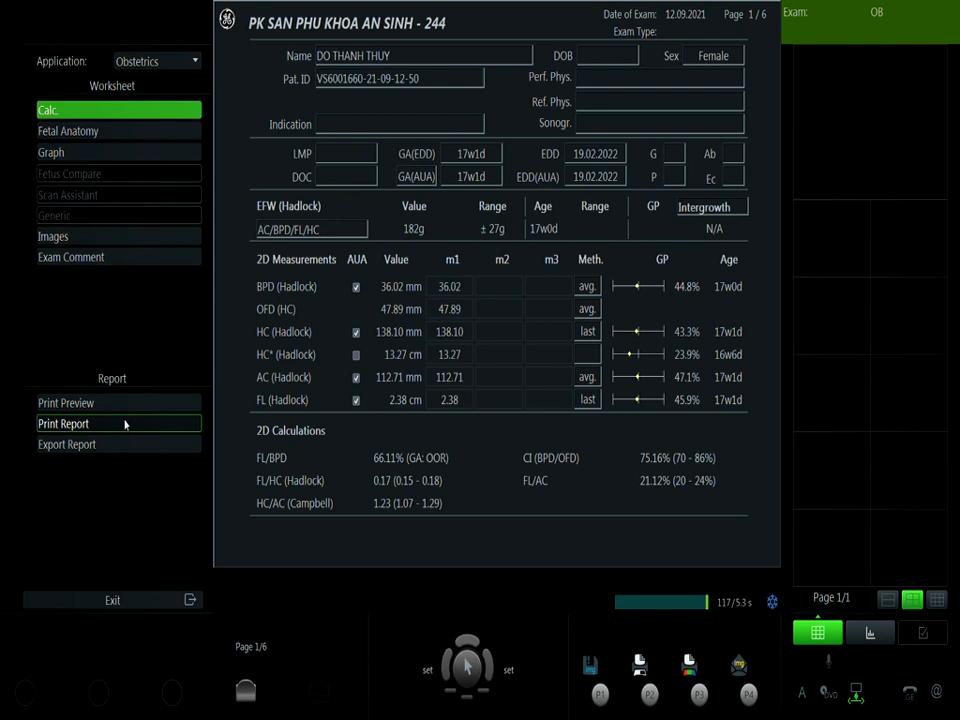 PK SAN PHU KHOA AN SINH - 244
Date of Exam: 12.09.2021 Page 1 / 6
Exam Type:
Exam: OB
Application: Obstetrics
Name DO THANH THUY DOB Sex Female
Pat. ID VS6001660-21-09-12-50 Perf. Phys.
Ref. Phys.
Indication Sonogr.
Worksheet
Calc.
Fetal Anatomy
Graph
Fetus Compare
Scan Assistant
Generic
Images
Exam Comment
LMP GA(EDD) 17w1d EDD 19.02.2022 G Ab
DOC GA(AUA) 17w1d EDD(AUA) 19.02.2022 P Ec
EFW (Hadlock) Value Range Age Range GP Intergrowth
AC/BPD/FL/HC 182g ± 27g 17w0d N/A
2D Measurements AUA Value m1 m2 m3 Meth. GP Age
BPD (Hadlock) 36.02 mm 36.02 avg. 44.8% 17w0d
OFD (HC) 47.89 mm 47.89 avg.
HC (Hadlock) 138.10 mm 138.10 last 43.3% 17w1d
HC* (Hadlock) 13.27 cm 13.27 23.9% 16w6d
AC (Hadlock) 112.71 mm 112.71 avg. 47.1% 17w1d
FL (Hadlock) 2.38 cm 2.38 last 45.9% 17w1d
2D Calculations
FL/BPD 66.11% (GA: OOR) CI (BPD/OFD) 75.16% (70 - 86%)
FL/HC (Hadlock) 0.17 (0.15 - 0.18) FL/AC 21.12% (20 - 24%)
HC/AC (Campbell) 1.23 (1.07 - 1.29)
Report
Print Preview
Print Report
Export Report
Exit
117/5.3 s
Page 1/1
Page 1/6
set set
img
P1 P2 P3 P4
A DVD @